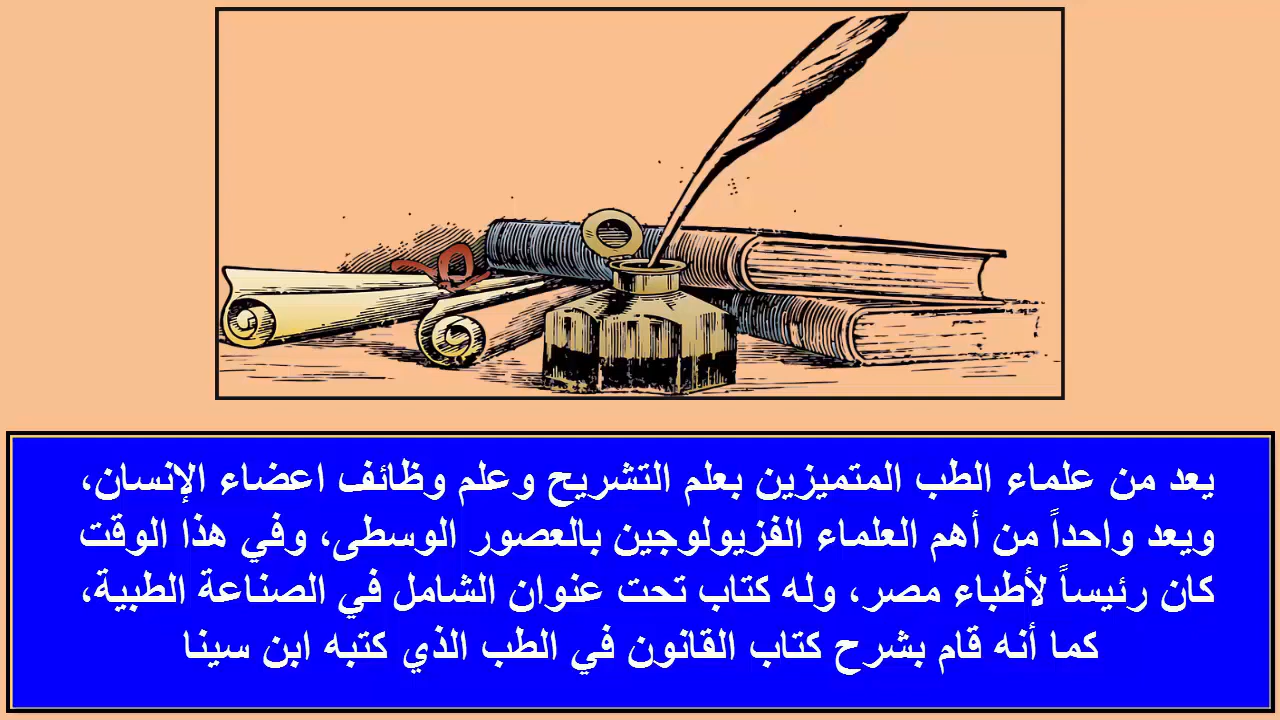 يعد من علماء الطب المتميزين بعلم التشريح وعلم وظائف اعضاء الإنسان،
ويعد واحداً من أهم العلماء الفزيولوجين بالعصور الوسطى، وفي هذا الوقت
كان رئيساً لأطباء مصر، وله كتاب تحت عنوان الشامل في الصناعة الطبية،
كما أنه قام بشرح كتاب القانون في الطب الذي كتبه ابن سينا